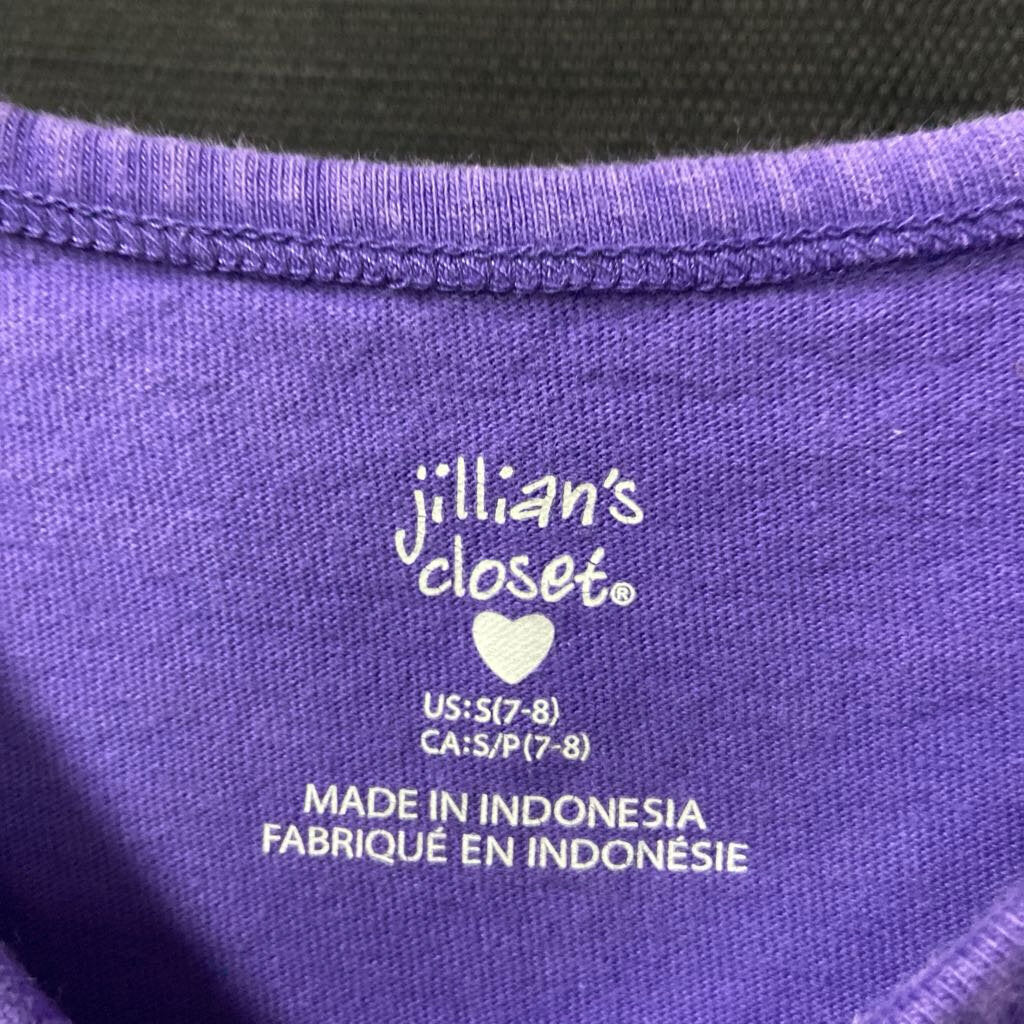 jillian's
closet®
US:S(7-8)
CA:S/P(7-8)
MADE IN INDONESIA
FABRIQUÉ EN INDONÉSIE